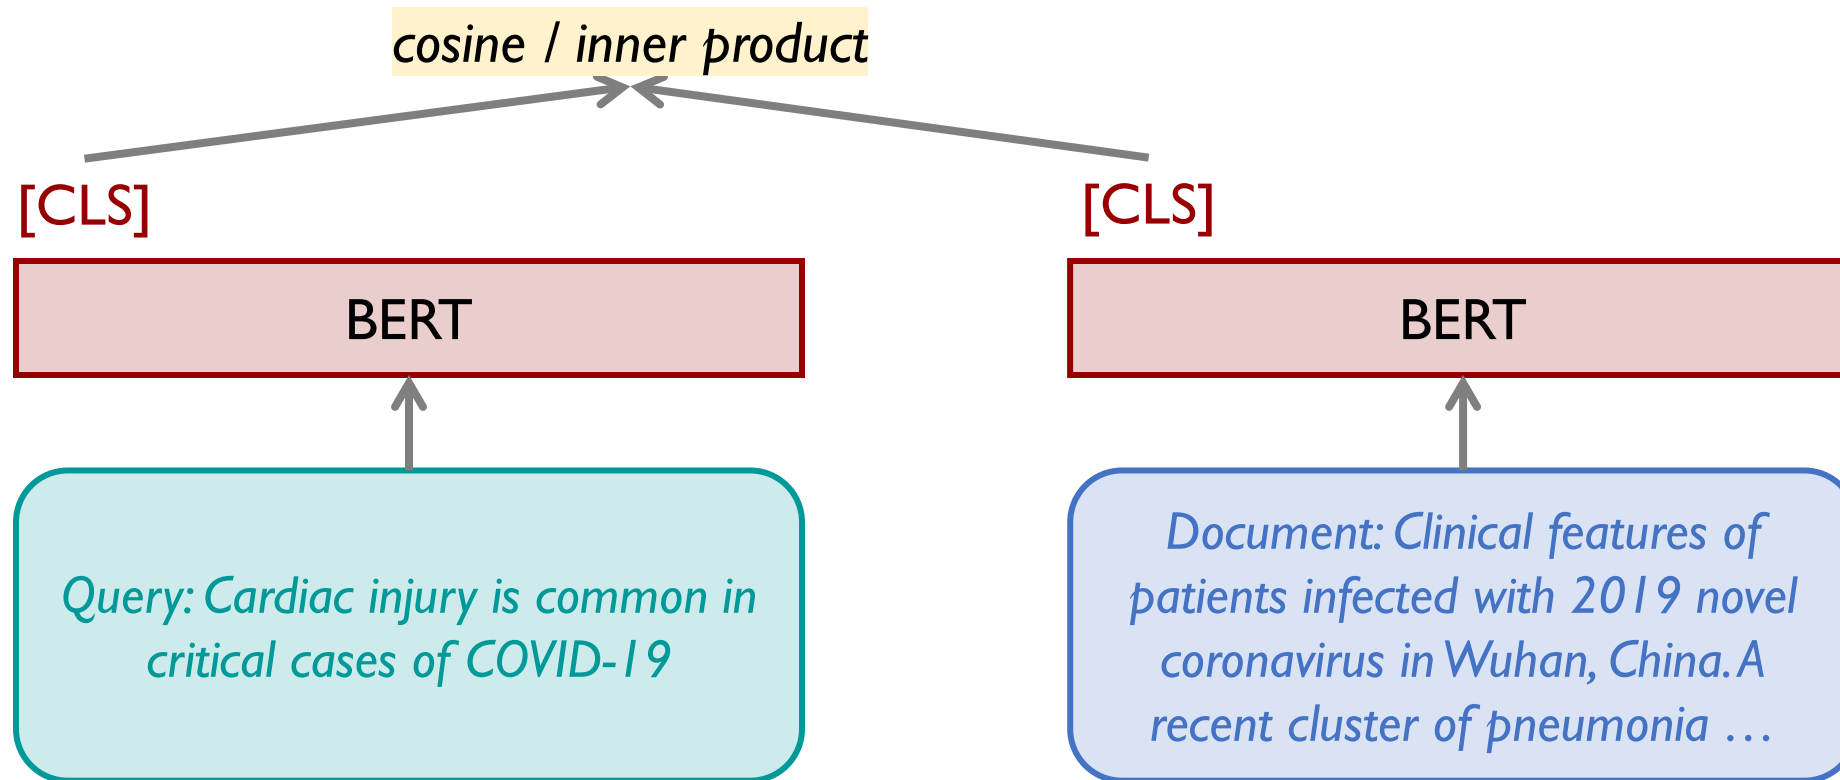 cosine / inner product
[CLS]
[CLS]
BERT
BERT
Query: Cardiac injury is common in
critical cases of COVID-19
Document: Clinical features of
patients infected with 2019 novel
coronavirus in Wuhan, China. A
recent cluster of pneumonia …